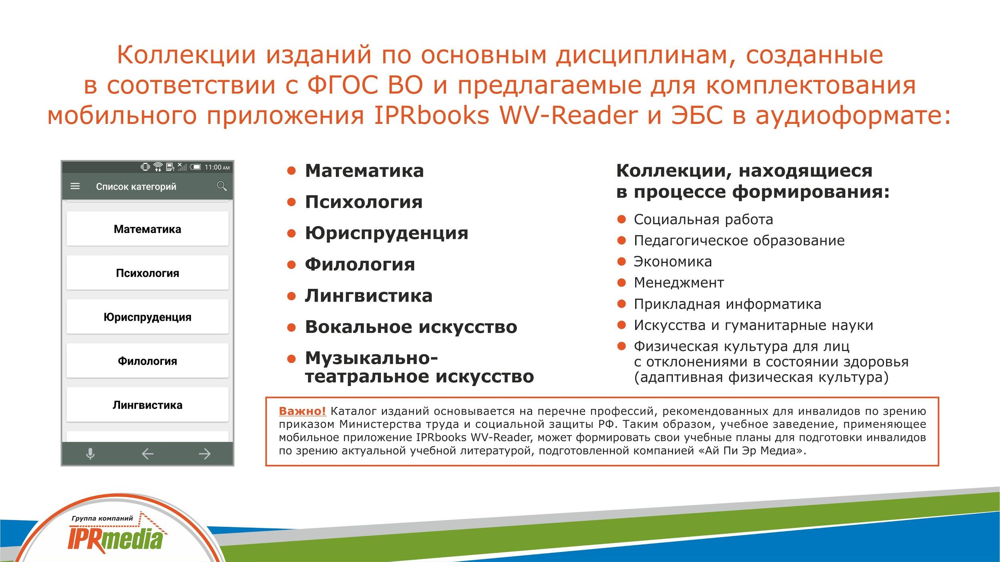 Коллекции изданий по основным дисциплинам, созданные
в соответствии с ФГОС ВО и предлагаемые для комплектования
мобильного приложения IPRbooks WV-Reader и ЭБС в аудиоформате:
11:00 AM
Список категорий
Математика
Психология
Юриспруденция
Филология
Лингвистика
Математика
Психология
Юриспруденция
Филология
Лингвистика
Вокальное искусство
Музыкально-
театральное искусство
Коллекции, находящиеся
в процессе формирования:
Социальная работа
Педагогическое образование
Экономика
Менеджмент
Прикладная информатика
Искусства и гуманитарные науки
Физическая культура для лиц
с отклонениями в состоянии здоровья
(адаптивная физическая культура)
Важно! Каталог изданий основывается на перечне профессий, рекомендованных для инвалидов по зрению
приказом Министерства труда и социальной защиты РФ. Таким образом, учебное заведение, применяющее
мобильное приложение IPRbooks WV-Reader, может формировать свои учебные планы для подготовки инвалидов
по зрению актуальной учебной литературой, подготовленной компанией «Ай Пи Эр Медиа».
Группа компаний
IPRmedia